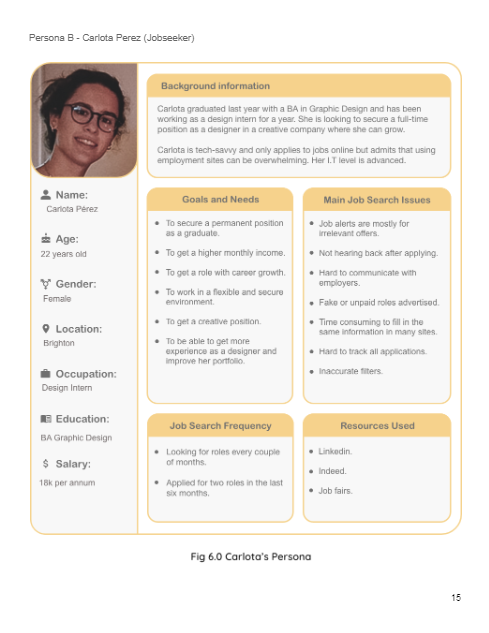 Persona B - Carlota Perez (Jobseeker)
Background information
Carlota graduated last year with a BA in Graphic Design and has been
working as a design intern for a year. She is looking to secure a full-time
position as a designer in a creative company where she can grow.
Carlota is tech-savvy and only applies to jobs online but admits that using
employment sites can be overwhelming. Her I.T level is advanced.
Name:
Carlota Pérez
Age:
22 years old
Gender:
Female
Location:
Brighton
Occupation:
Design Intern
Education:
BA Graphic Design
$ Salary:
18k per annum
Goals and Needs
• To secure a permanent position
as a graduate.
• To get a higher monthly income.
• To get a role with career growth.
• To work in a flexible and secure
environment.
• To get a creative position.
• To be able to get more
experience as a designer and
improve her portfolio.
Main Job Search Issues
• Job alerts are mostly for
irrelevant offers.
• Not hearing back after applying.
• Hard to communicate with
employers.
• Fake or unpaid roles advertised.
• Time consuming to fill in the
same information in many sites.
• Hard to track all applications.
• Inaccurate filters.
Job Search Frequency
• Looking for roles every couple
of months.
• Applied for two roles in the last
six months.
Resources Used
• Linkedin.
• Indeed.
• Job fairs.
Fig 6.0 Carlota's Persona
15